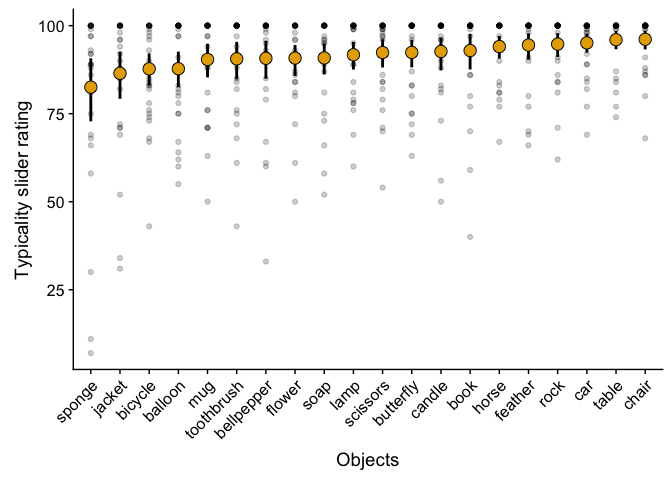 100
75
50
25
Typicality slider rating
sponge
jacket
bicycle
balloon
mug
toothbrush
bellpepper
flower
soap
lamp
scissors
butterfly
candle
book
horse
feather
rock
car
table
chair
Objects